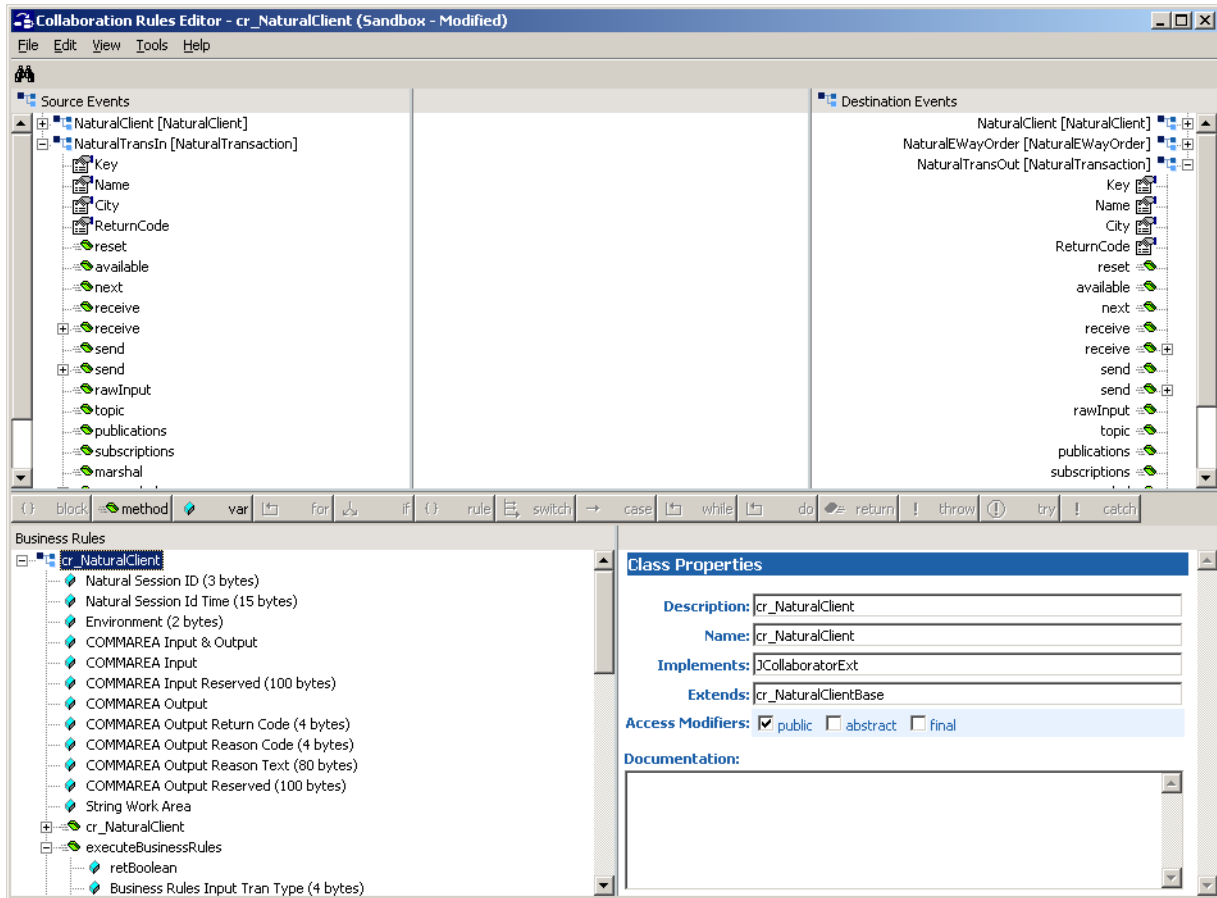 Collaboration Rules Editor - cr_NaturalClient (Sandbox - Modified)
File Edit View Tools Help
Source Events
NaturalClient [NaturalClient]
NaturalTransIn [NaturalTransaction]
Key
Name
City
ReturnCode
reset
available
next
receive
receive
send
send
rawInput
topic
publications
subscriptions
marshal
Destination Events
NaturalClient [NaturalClient]
NaturalEWayOrder [NaturalEWayOrder]
NaturalTransOut [NaturalTransaction]
Key
Name
City
ReturnCode
reset
available
next
receive
receive
send
send
rawInput
topic
publications
subscriptions
{} block method var for if {} rule switch case while do return ! throw try ! catch
Business Rules
cr_NaturalClient
Natural Session ID (3 bytes)
Natural Session Id Time (15 bytes)
Environment (2 bytes)
COMMAREA Input & Output
COMMAREA Input
COMMAREA Input Reserved (100 bytes)
COMMAREA Output
COMMAREA Output Return Code (4 bytes)
COMMAREA Output Reason Code (4 bytes)
COMMAREA Output Reason Text (80 bytes)
COMMAREA Output Reserved (100 bytes)
String Work Area
cr_NaturalClient
executeBusinessRules
retBoolean
Business Rules Input Tran Type (4 bytes)
Class Properties
Description: cr_NaturalClient
Name: cr_NaturalClient
Implements: JCollaboratorExt
Extends: cr_NaturalClientBase
Access Modifiers: public abstract final
Documentation: